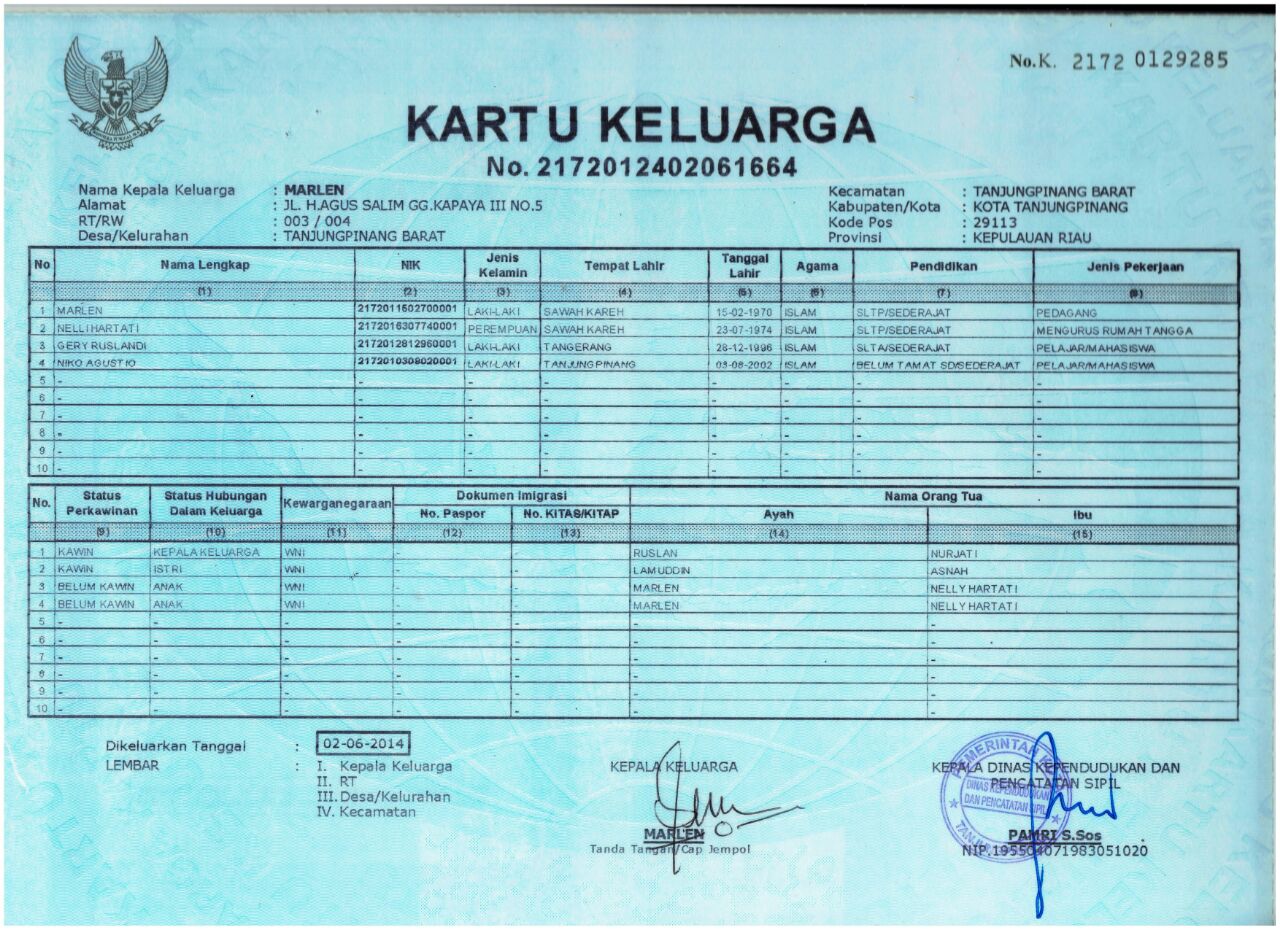 No.K. 2172 0129285
KARTU KELUARGA
No. 2172012402061664
Nama Kepala Keluarga : MARLEN
Alamat : JL. H.AGUS SALIM GG.KAPAYA III NO.5
RT/RW : 003 / 004
Desa/Kelurahan : TANJUNGPINANG BARAT
Kecamatan : TANJUNGPINANG BARAT
Kabupaten/Kota : KOTA TANJUNGPINANG
Kode Pos : 29113
Provinsi : KEPULAUAN RIAU
No Nama Lengkap NIK Jenis Kelamin Tempat Lahir Tanggal Lahir Agama Pendidikan Jenis Pekerjaan
(1) (2) (3) (4) (5) (6) (7) (8)
1 MARLEN 2172011502700001 LAKI-LAKI SAWAH KAREH 15-02-1970 ISLAM SLTP/SEDERAJAT PEDAGANG
2 NELLI HARTATI 2172016307740001 PEREMPUAN SAWAH KAREH 23-07-1974 ISLAM SLTP/SEDERAJAT MENGURUS RUMAH TANGGA
3 GERY RUSLANDI 2172012812960001 LAKI-LAKI TANGERANG 28-12-1996 ISLAM SLTA/SEDERAJAT PELAJAR/MAHASISWA
4 NIKO AGUSTIO 2172010308020001 LAKI-LAKI TANJUNGPINANG 03-08-2002 ISLAM BELUM TAMAT SD/SEDERAJAT PELAJAR/MAHASISWA
5 - - - - - - - -
6 - - - - - - - -
7 - - - - - - - -
8 - - - - - - - -
9 - - - - - - - -
10 - - - - - - - -
No. Status Perkawinan Status Hubungan Dalam Keluarga Kewarganegaraan Dokumen Imigrasi Nama Orang Tua
No. Paspor No. KITAS/KITAP Ayah Ibu
(9) (10) (11) (12) (13) (14) (15)
1 KAWIN KEPALA KELUARGA WNI - - RUSLAN NURJATI
2 KAWIN ISTRI WNI - - LAMUDDIN ASNAH
3 BELUM KAWIN ANAK WNI - - MARLEN NELLY HARTATI
4 BELUM KAWIN ANAK WNI - - MARLEN NELLY HARTATI
5 - - - - - - -
6 - - - - - - -
7 - - - - - - -
8 - - - - - - -
9 - - - - - - -
10 - - - - - - -
Dikeluarkan Tanggal : 02-06-2014
LEMBAR : I. Kepala Keluarga
II. RT
III. Desa/Kelurahan
IV. Kecamatan
KEPALA KELUARGA
MARLEN
Tanda Tangan/Cap Jempol
KEPALA DINAS KEPENDUDUKAN DAN
PENCATATAN SIPIL
PEMERINTAH
DINAS KEPENDUDUKAN
DAN PENCATATAN SIPIL
PAMRI S.Sos
NIP.195504071983051020